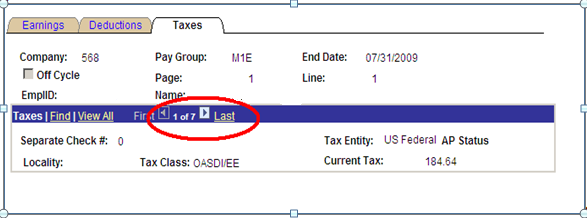 Earnings Deductions Taxes
Company: 568 Pay Group: M1E End Date: 07/31/2009
Off Cycle Page: 1 Line: 1
EmplID: Name:
Taxes | Find | View All First 1 of 7 Last
Separate Check #: 0 Tax Entity: US Federal AP Status
Locality: Tax Class: OASDI/EE Current Tax: 184.64